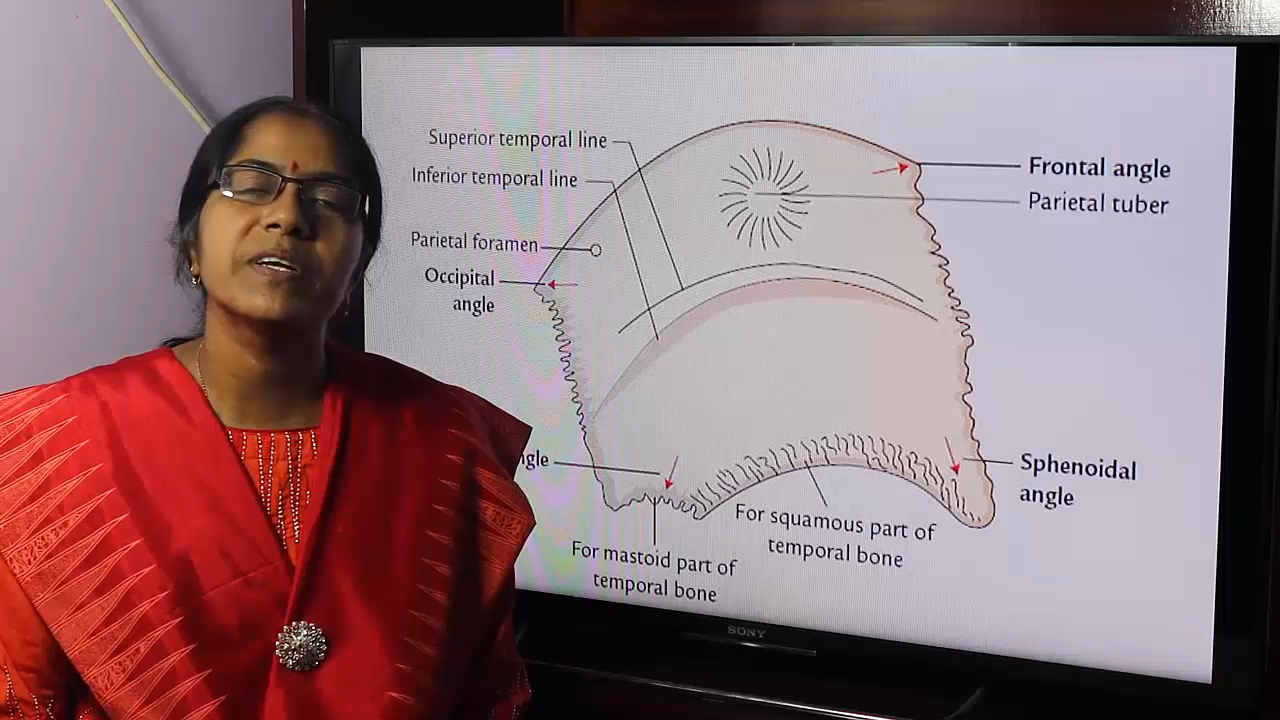 Superior temporal line
Inferior temporal line
Parietal foramen
Occipital
angle
Frontal angle
Parietal tuber
Sphenoidal
angle
For squamous part of
temporal bone
For mastoid part of
temporal bone
SONY